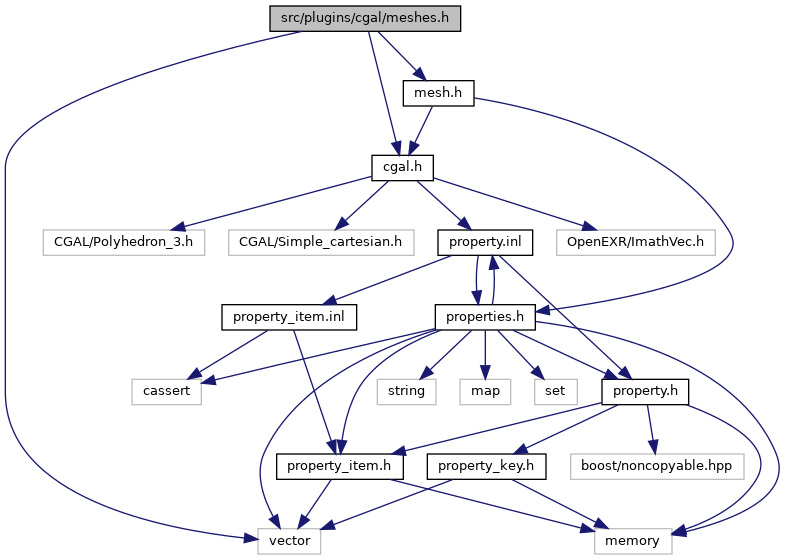 src/plugins/cgal/meshes.h
mesh.h
cgal.h
CGAL/Polyhedron_3.h
CGAL/Simple_cartesian.h
property.inl
OpenEXR/ImathVec.h
property_item.inl
properties.h
cassert
string
map
set
property.h
property_item.h
property_key.h
boost/noncopyable.hpp
vector
memory